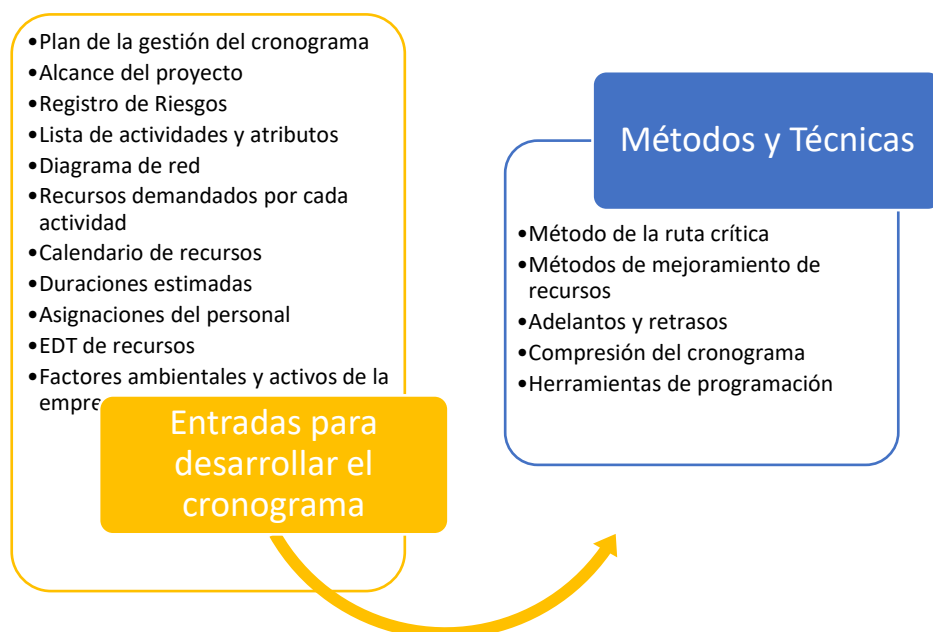 •Plan de la gestión del cronograma
•Alcance del proyecto
•Registro de Riesgos
•Lista de actividades y atributos
•Diagrama de red
•Recursos demandados por cada
actividad
•Calendario de recursos
•Duraciones estimadas
•Asignaciones del personal
•EDT de recursos
•Factores ambientales y activos de la
Entradas para
desarrollar el
cronograma
Métodos y Técnicas
•Método de la ruta crítica
•Métodos de mejoramiento de
recursos
•Adelantos y retrasos
•Compresión del cronograma
•Herramientas de programación